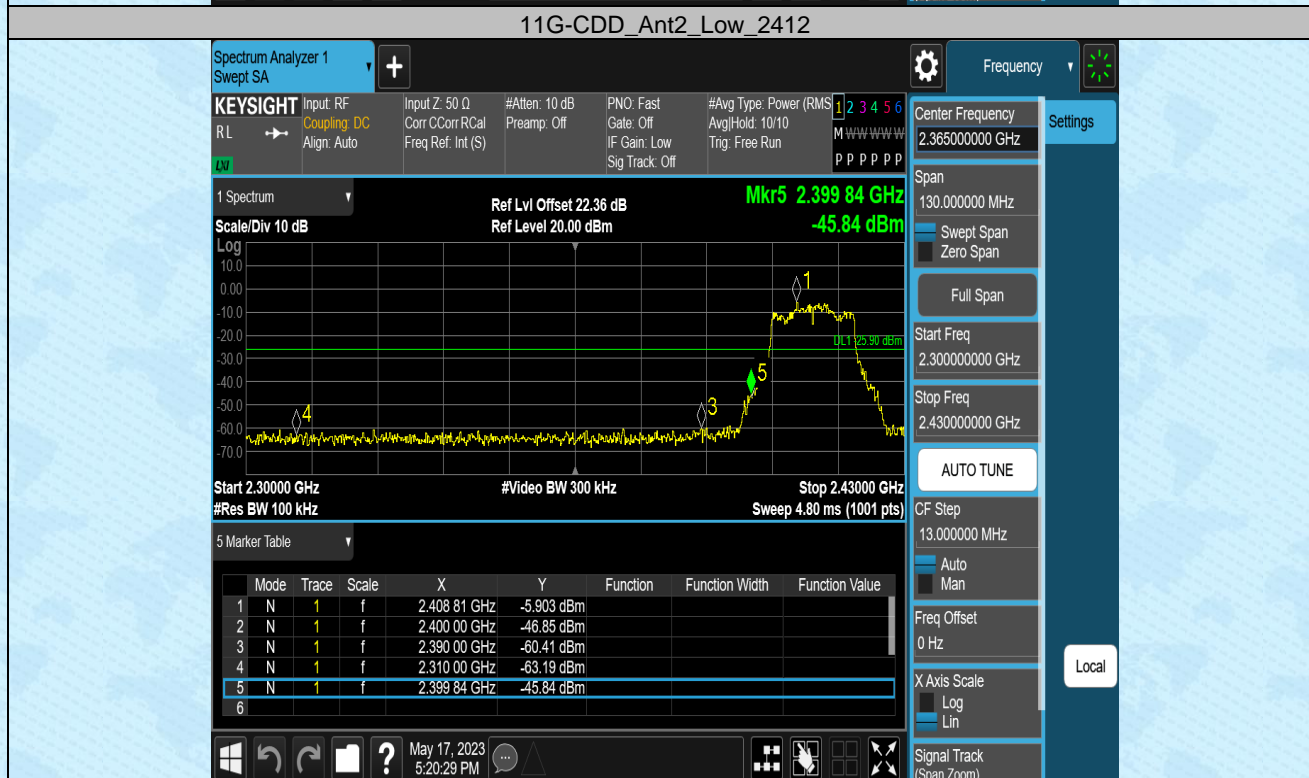 11G-CDD_Ant2_Low_2412
Spectrum Analyzer 1
Swept SA
+
Frequency
KEYSIGHT
R L
LXI
Input: RF
Coupling: DC
Align: Auto
Input Z: 50 Ω
Corr CCorr RCal
Freq Ref: Int (S)
#Atten: 10 dB
Preamp: Off
PNO: Fast
Gate: Off
IF Gain: Low
Sig Track: Off
#Avg Type: Power (RMS
Avg|Hold: 10/10
Trig: Free Run
1 2 3 4 5 6
M W W W W W
P P P P P P
1 Spectrum
Scale/Div 10 dB
Ref Lvl Offset 22.36 dB
Ref Level 20.00 dBm
Mkr5 2.399 84 GHz
-45.84 dBm
Log
10.0
0.00
-10.0
-20.0
-30.0
-40.0
-50.0
-60.0
-70.0
1
DL1 -25.90 dBm
5
3
4
Start 2.30000 GHz
#Video BW 300 kHz
Stop 2.43000 GHz
#Res BW 100 kHz
Sweep 4.80 ms (1001 pts)
5 Marker Table
Mode Trace Scale X Y Function Function Width Function Value
1 N 1 f 2.408 81 GHz -5.903 dBm
2 N 1 f 2.400 00 GHz -46.85 dBm
3 N 1 f 2.390 00 GHz -60.41 dBm
4 N 1 f 2.310 00 GHz -63.19 dBm
5 N 1 f 2.399 84 GHz -45.84 dBm
6
?
May 17, 2023
5:20:29 PM
Center Frequency
2.365000000 GHz
Settings
Span
130.000000 MHz
Swept Span
Zero Span
Full Span
Start Freq
2.300000000 GHz
Stop Freq
2.430000000 GHz
AUTO TUNE
CF Step
13.000000 MHz
Auto
Man
Freq Offset
0 Hz
X Axis Scale
Log
Lin
Local
Signal Track
(Span Zoom)